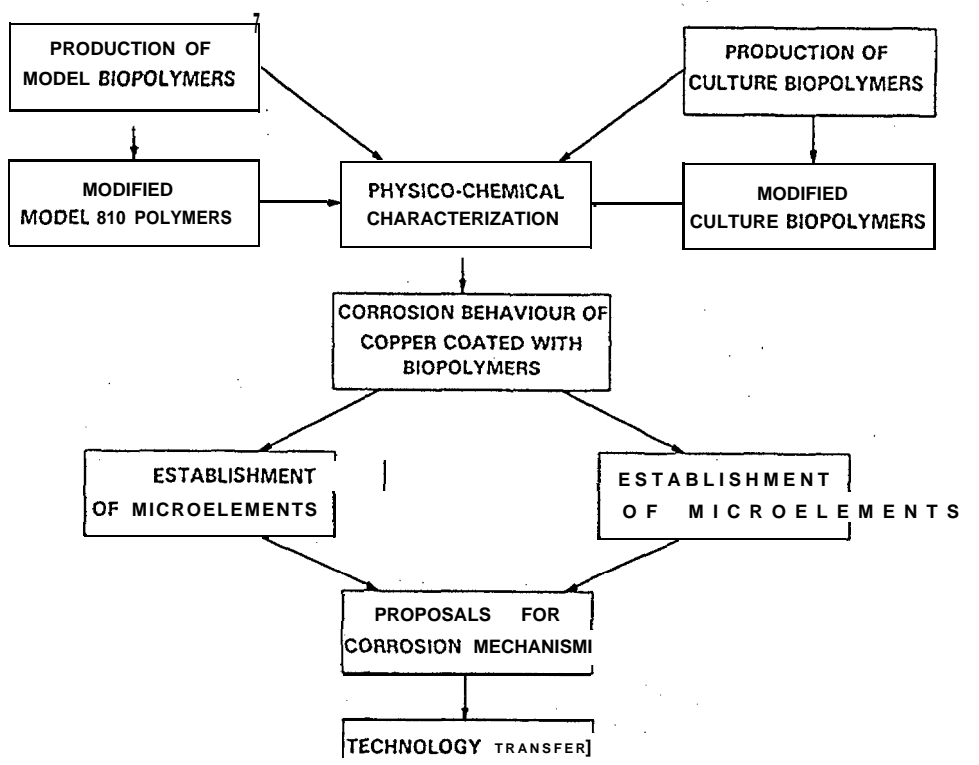 PRODUCTION OF
MODEL BIOPOLYMERS
PRODUCTION OF
CULTURE BIOPOLYMERS
MODIFIED
MODEL 810 POLYMERS
PHYSICO-CHEMICAL
CHARACTERIZATION
MODIFIED
CULTURE BIOPOLYMERS
CORROSION BEHAVIOUR OF
COPPER COATED WITH
BIOPOLYMERS
ESTABLISHMENT
OF MICROELEMENTS
ESTABLISHMENT
OF MICROELEMENTS
PROPOSALS FOR
CORROSION MECHANISMI
TECHNOLOGY TRANSFER]